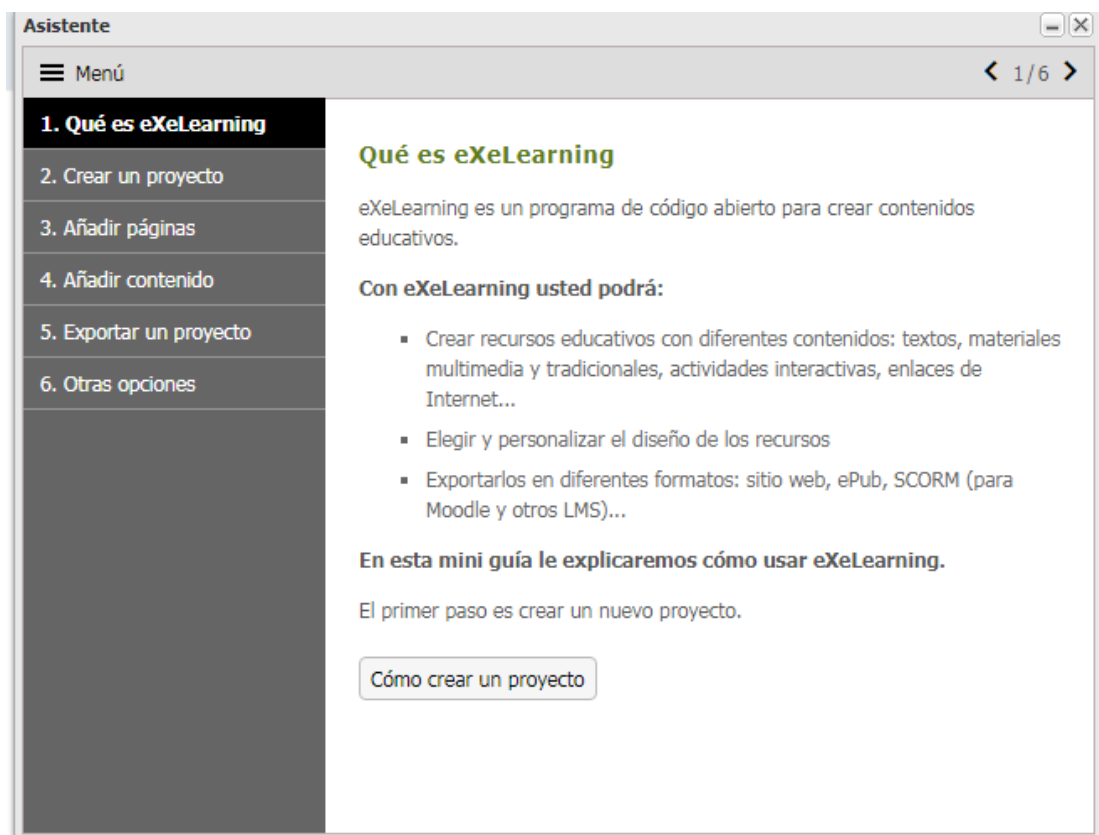 Asistente
Menú
1/6
1. Qué es eXeLearning
2. Crear un proyecto
3. Añadir páginas
4. Añadir contenido
5. Exportar un proyecto
6. Otras opciones
Qué es eXeLearning
eXeLearning es un programa de código abierto para crear contenidos
educativos.
Con eXeLearning usted podrá:
Crear recursos educativos con diferentes contenidos: textos, materiales
multimedia y tradicionales, actividades interactivas, enlaces de
Internet...
Elegir y personalizar el diseño de los recursos
Exportarlos en diferentes formatos: sitio web, ePub, SCORM (para
Moodle y otros LMS)...
En esta mini guía le explicaremos cómo usar eXeLearning.
El primer paso es crear un nuevo proyecto.
Cómo crear un proyecto